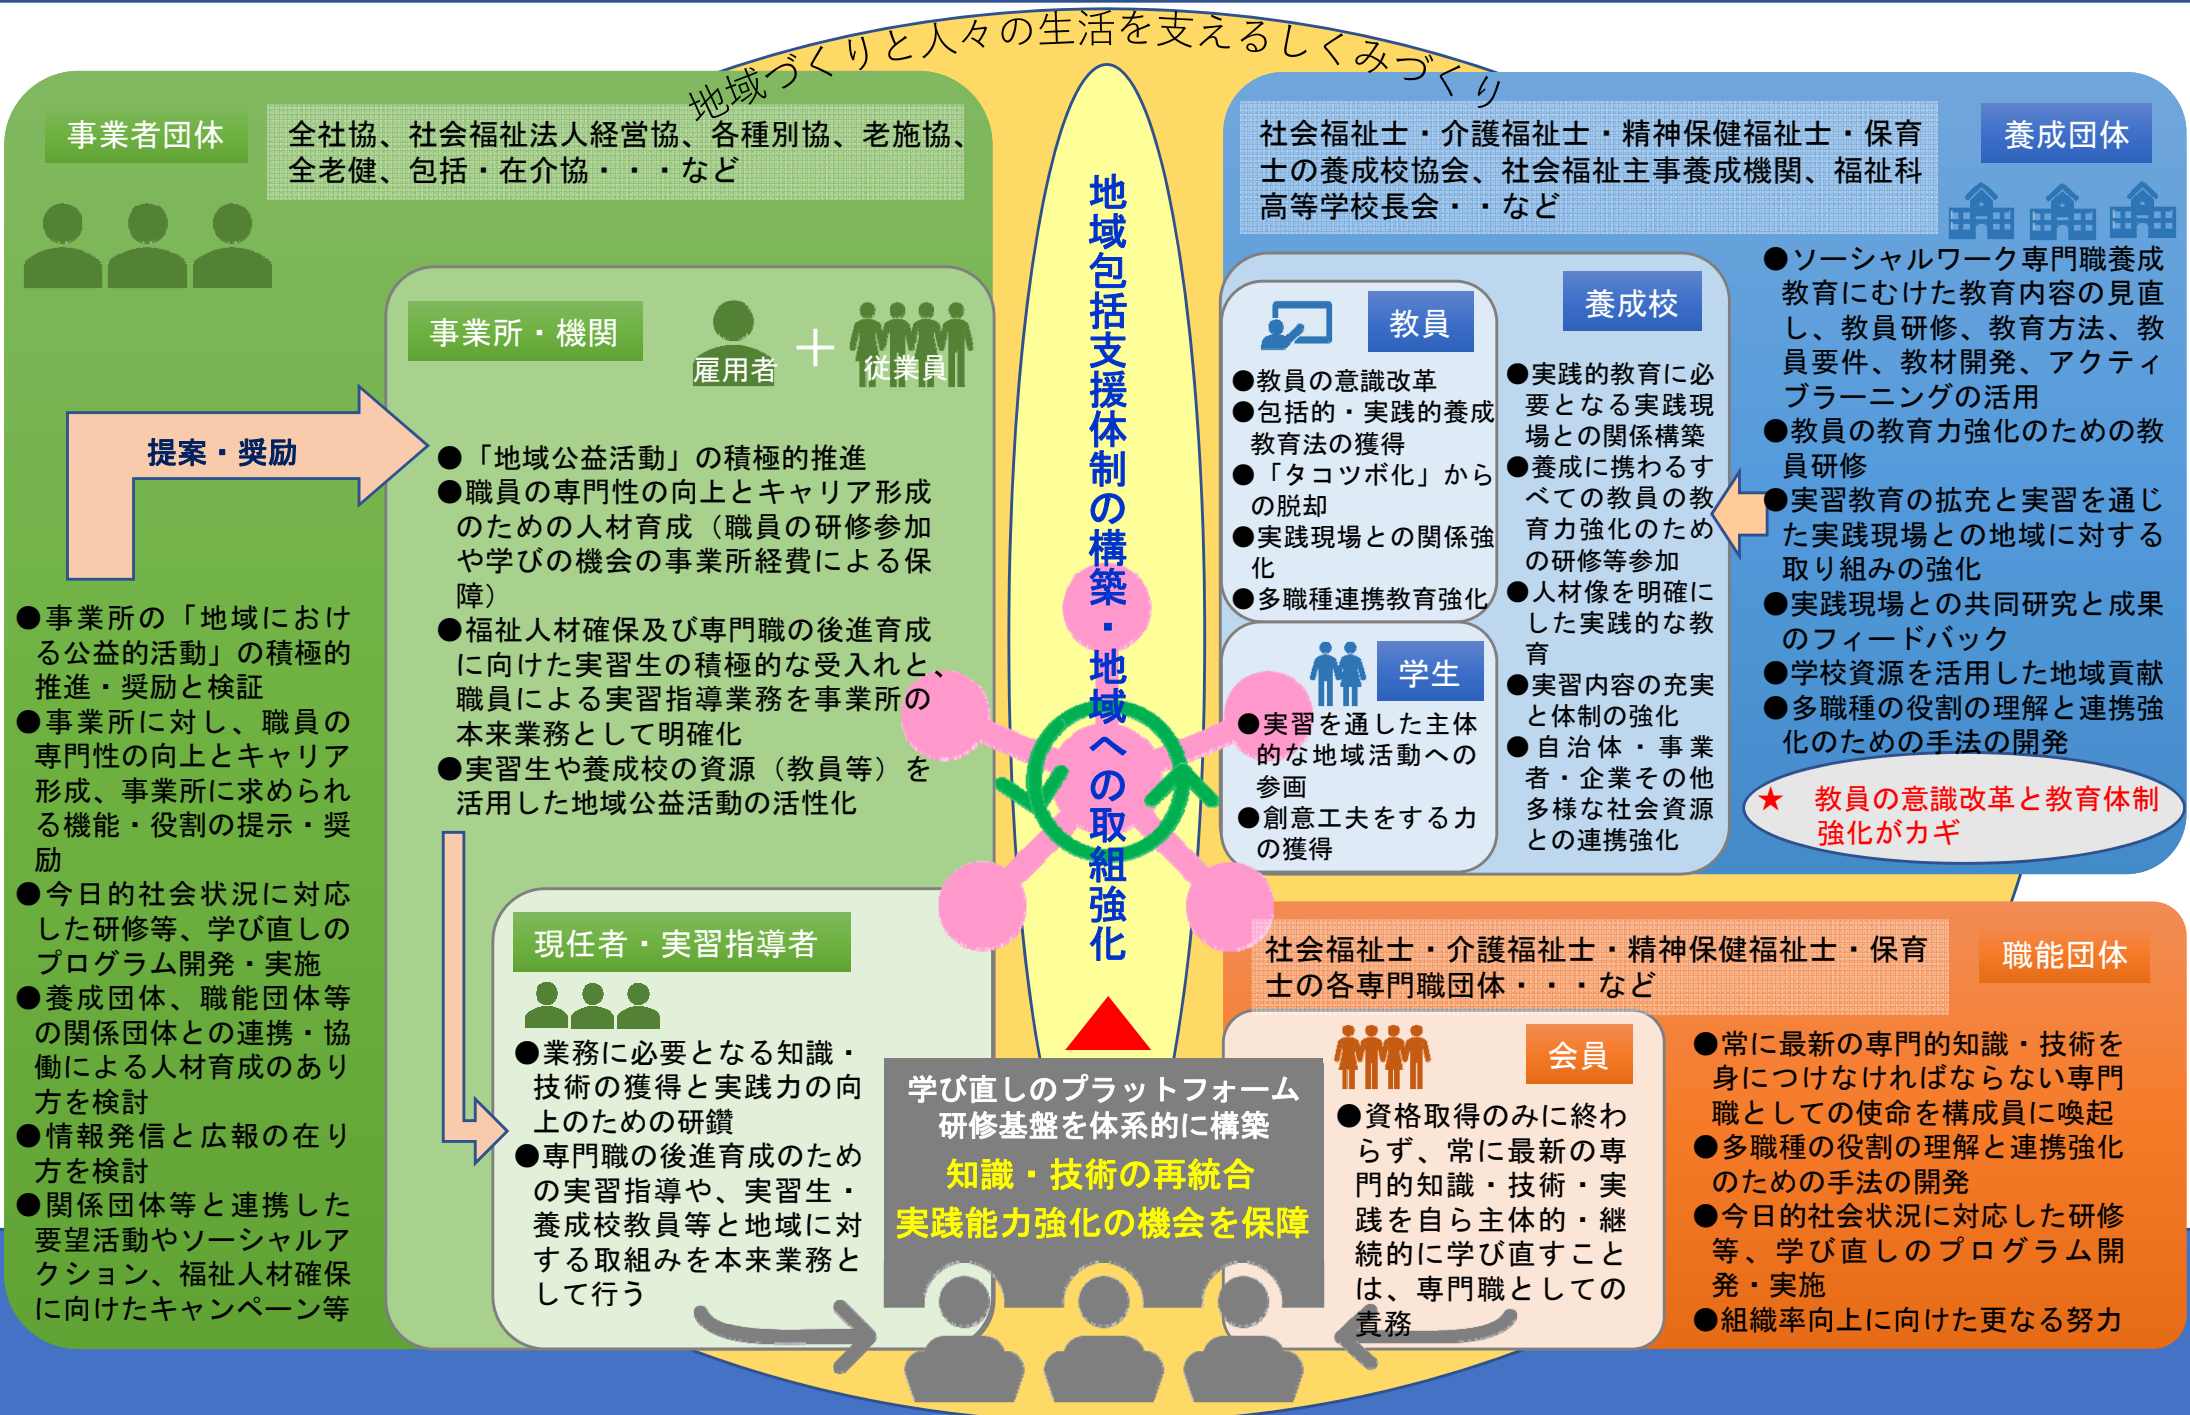 地域づくりと人々の生活を支えるしくみづくり
事業者団体
全社協、社会福祉法人経営協、各種別協、老施協、
全老健、包括・在介協・・・など
提案・奨励
●事業所の「地域におけ
る公益的活動」の積極的
推進・奨励と検証
●事業所に対し、職員の
専門性の向上とキャリア
形成、事業所に求められ
る機能・役割の提示・奨
励
●今日的社会状況に対応
した研修等、学び直しの
プログラム開発・実施
●養成団体、職能団体等
の関係団体との連携・協
働による人材育成のあり
方を検討
●情報発信と広報の在り
方を検討
●関係団体等と連携した
要望活動やソーシャルア
クション、福祉人材確保
に向けたキャンペーン等
事業所・機関
雇用者
＋
従業員
●「地域公益活動」の積極的推進
●職員の専門性の向上とキャリア形成
のための人材育成（職員の研修参加
や学びの機会の事業所経費による保
障）
●福祉人材確保及び専門職の後進育成
に向けた実習生の積極的な受入れと、
職員による実習指導業務を事業所の
本来業務として明確化
●実習生や養成校の資源（教員等）を
活用した地域公益活動の活性化
現任者・実習指導者
●業務に必要となる知識・
技術の獲得と実践力の向
上のための研鑽
●専門職の後進育成のため
の実習指導や、実習生・
養成校教員等と地域に対
する取組みを本来業務と
して行う
地域包括支援体制の構築・地域への取組強化
学び直しのプラットフォーム
研修基盤を体系的に構築
知識・技術の再統合
実践能力強化の機会を保障
社会福祉士・介護福祉士・精神保健福祉士・保育
士の養成校協会、社会福祉主事養成機関、福祉科
高等学校長会・・など
養成団体
教員
●教員の意識改革
●包括的・実践的養成
教育法の獲得
●「タコツボ化」から
の脱却
●実践現場との関係強
化
●多職種連携教育強化
学生
●実習を通した主体
的な地域活動への
参画
●創意工夫をする力
の獲得
養成校
●実践的教育に必
要となる実践現
場との関係構築
●養成に携わるす
べての教員の教
育力強化のため
の研修等参加
●人材像を明確に
した実践的な教
育
●実習内容の充実
と体制の強化
●自治体・事業
者・企業その他
多様な社会資源
との連携強化
●ソーシャルワーク専門職養成
教育にむけた教育内容の見直
し、教員研修、教育方法、教
員要件、教材開発、アクティ
ブラーニングの活用
●教員の教育力強化のための教
員研修
●実習教育の拡充と実習を通じ
た実践現場との地域に対する
取り組みの強化
●実践現場との共同研究と成果
のフィードバック
●学校資源を活用した地域貢献
●多職種の役割の理解と連携強
化のための手法の開発
★　教員の意識改革と教育体制
強化がカギ
社会福祉士・介護福祉士・精神保健福祉士・保育
士の各専門職団体・・・など
職能団体
会員
●資格取得のみに終わ
らず、常に最新の専
門的知識・技術・実
践を自ら主体的・継
続的に学び直すこと
は、専門職としての
責務
●常に最新の専門的知識・技術を
身につけなければならない専門
職としての使命を構成員に喚起
●多職種の役割の理解と連携強化
のための手法の開発
●今日的社会状況に対応した研修
等、学び直しのプログラム開
発・実施
●組織率向上に向けた更なる努力